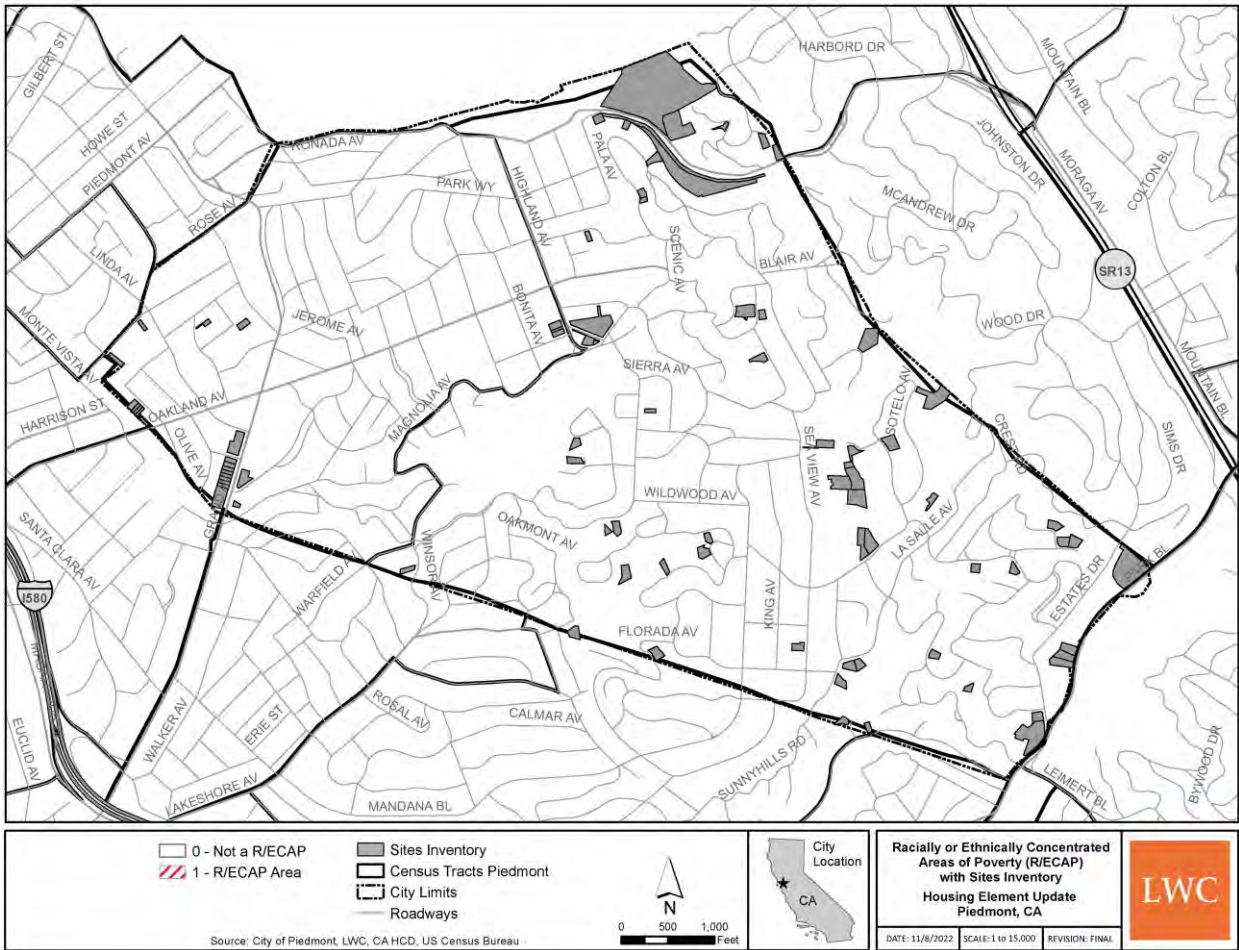 GILBERT ST
HOWE ST
PIEDMONT AV
HARBORD DR
MOUNTAIN BL
JOHNSTON DR
MORAGA AV
COLTON BL
RONADA AV
PALA AV
PARK WY
HIGHLAND AV
MCANDREW DR
ROSE AV
LINDA AV
SCENIC AV
BLAIR AV
SR13
MONTE VISTA AV
JEROME AV
BONITA AV
WOOD DR
MOUNTAIN BL
SIERRA AV
HARRISON ST
OAKLAND AV
MAGNOLIA AV
SOTELO AV
OLIVE AV
SEA VIEW AV
SIMS DR
WILDWOOD AV
SANTA CLARA AV
OAKMONT AV
LA SALLE AV
WINSOR AV
WARFIELD
ESTATES DR
I580
KING AV
FLORADA AV
ROSAL AV
CALMAR AV
WALKER AV
ERIE ST
EUCLID AV
SUNNYHILLS RD
LEIMERT BL
BYWOOD DR
LAKESHORE AV
MANDANA BL
0 - Not a R/ECAP
1 - R/ECAP Area
Sites Inventory
Census Tracts Piedmont
City Limits
Roadways
Source: City of Piedmont, LWC, CA HCD, US Census Bureau
N
0 500 1,000
Feet
City
Location
CA
Racially or Ethnically Concentrated
Areas of Poverty (R/ECAP)
with Sites Inventory
Housing Element Update
Piedmont, CA
DATE: 11/8/2022
SCALE: 1 to 15,000
REVISION: FINAL
LWC